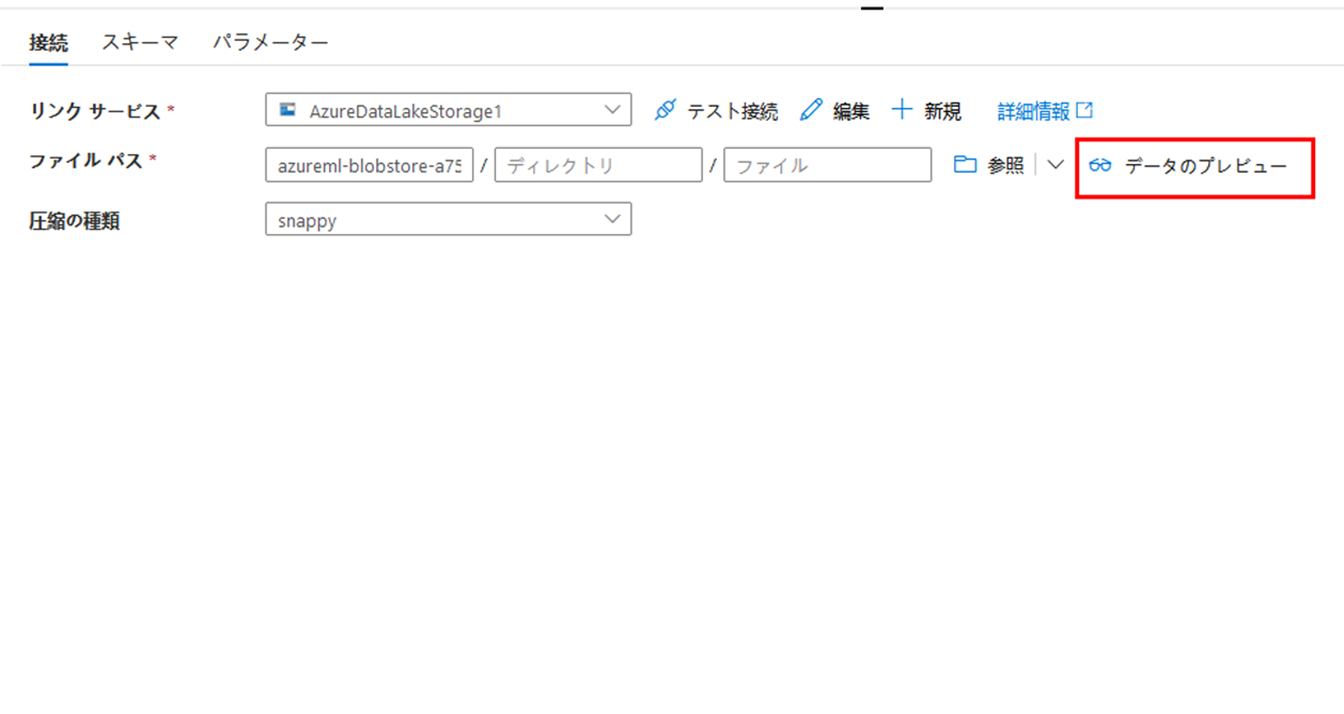 接続 スキーマ パラメーター
リンク サービス * AzureDataLakeStorage1 テスト接続 編集 新規 詳細情報
ファイル パス * azureml-blobstore-a75 / ディレクトリ / ファイル 参照 データのプレビュー
圧縮の種類 snappy